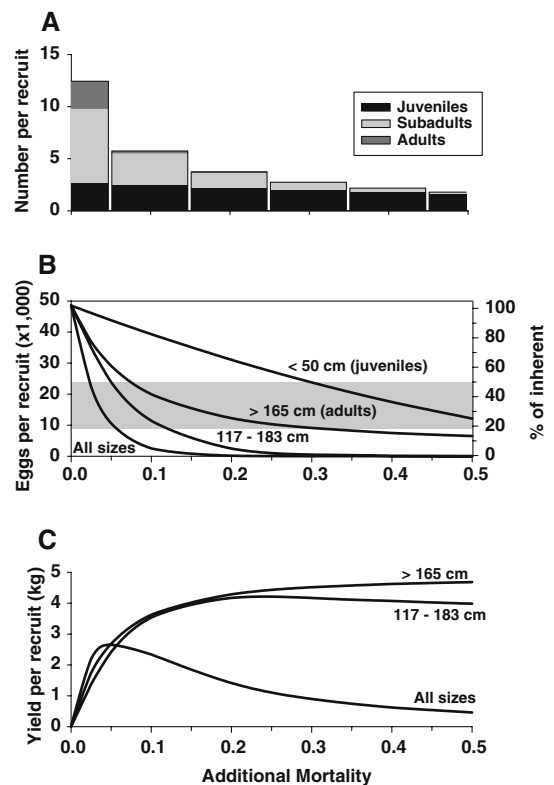 A
Number per recruit
15
10
5
0
Juveniles
Subadults
Adults
B
Eggs per recruit (x1,000)
50
40
30
20
10
0
100
80
60
40
20
0
% of inherent
< 50 cm (juveniles)
> 165 cm (adults)
117 - 183 cm
All sizes
0.0 0.1 0.2 0.3 0.4 0.5
C
Yield per recruit (kg)
5
4
3
2
1
0
> 165 cm
117 - 183 cm
All sizes
0.0 0.1 0.2 0.3 0.4 0.5
Additional Mortality